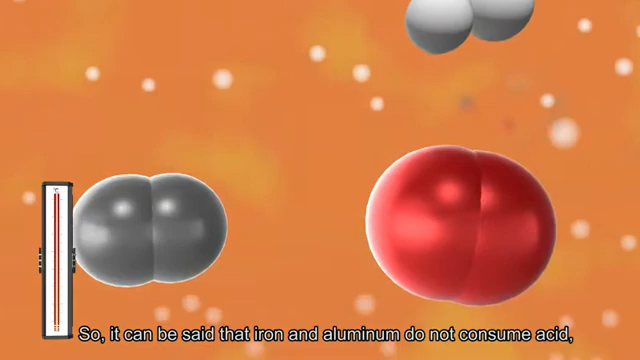 So, it can be said that iron and aluminum do not consume acid,